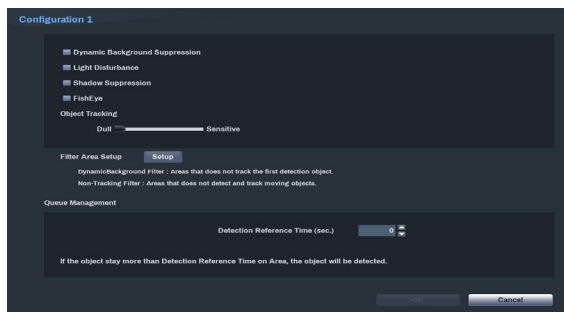 Configuration 1
Dynamic Background Suppression
Light Disturbance
Shadow Suppression
FishEye
Object Tracking
Dull Sensitive
Filter Area Setup Setup
DynamicBackground Filter : Areas that does not track the first detection object.
Non-Tracking Filter : Areas that does not detect and track moving objects.
Queue Management
Detection Reference Time (sec.) 0
If the object stay more than Detection Reference Time on Area, the object will be detected.
OK Cancel